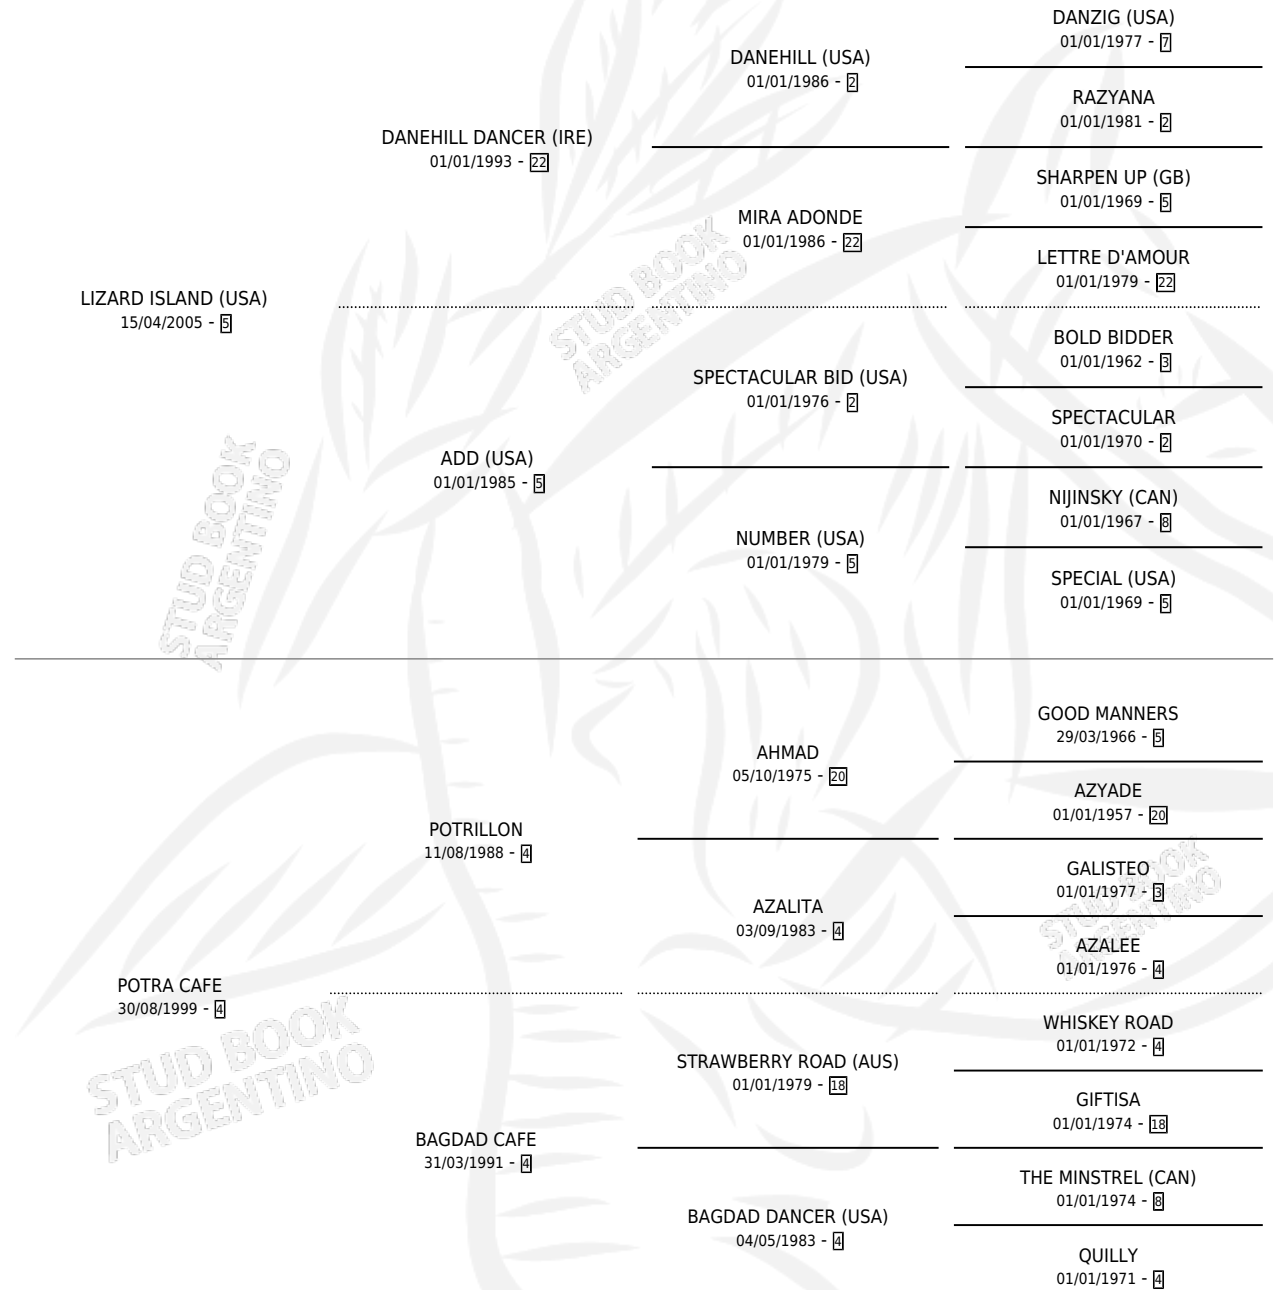 DANZIG (USA)
01/01/1977 - 7
DANEHILL (USA)
01/01/1986 - 2
RAZYANA
01/01/1981 - 2
DANEHILL DANCER (IRE)
01/01/1993 - 22
SHARPEN UP (GB)
01/01/1969 - 5
MIRA ADONDE
01/01/1986 - 22
LETTRE D'AMOUR
01/01/1979 - 22
LIZARD ISLAND (USA)
15/04/2005 - 5
STUD BOOK
ARGENTINO
BOLD BIDDER
01/01/1962 - 3
SPECTACULAR BID (USA)
01/01/1976 - 2
SPECTACULAR
01/01/1970 - 2
ADD (USA)
01/01/1985 - 5
NIJINSKY (CAN)
01/01/1967 - 8
NUMBER (USA)
01/01/1979 - 5
SPECIAL (USA)
01/01/1969 - 5
STUD BOOK
ARGENTINO
GOOD MANNERS
29/03/1966 - 5
AHMAD
05/10/1975 - 20
AZYADE
01/01/1957 - 20
POTRILLON
11/08/1988 - 4
GALISTEO
01/01/1977 - 3
AZALITA
03/09/1983 - 4
STUD BOOK
ARGENTINO
AZALEE
01/01/1976 - 4
POTRA CAFE
30/08/1999 - 4
WHISKEY ROAD
01/01/1972 - 4
STRAWBERRY ROAD (AUS)
01/01/1979 - 18
STUD BOOK
ARGENTINO
GIFTISA
01/01/1974 - 18
BAGDAD CAFE
31/03/1991 - 4
THE MINSTREL (CAN)
01/01/1974 - 8
BAGDAD DANCER (USA)
04/05/1983 - 4
QUILLY
01/01/1971 - 4